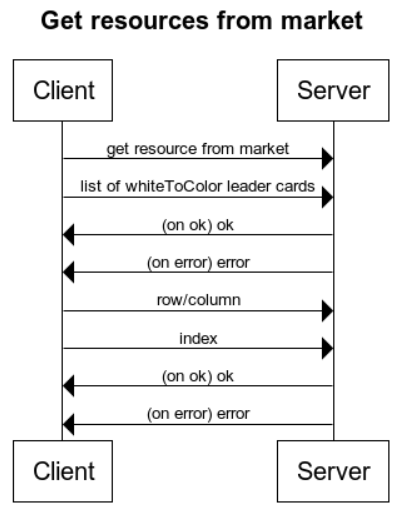 Get resources from market
Client Server
get resource from market
list of whiteToColor leader cards
(on ok) ok
(on error) error
row/column
index
(on ok) ok
(on error) error
Client Server